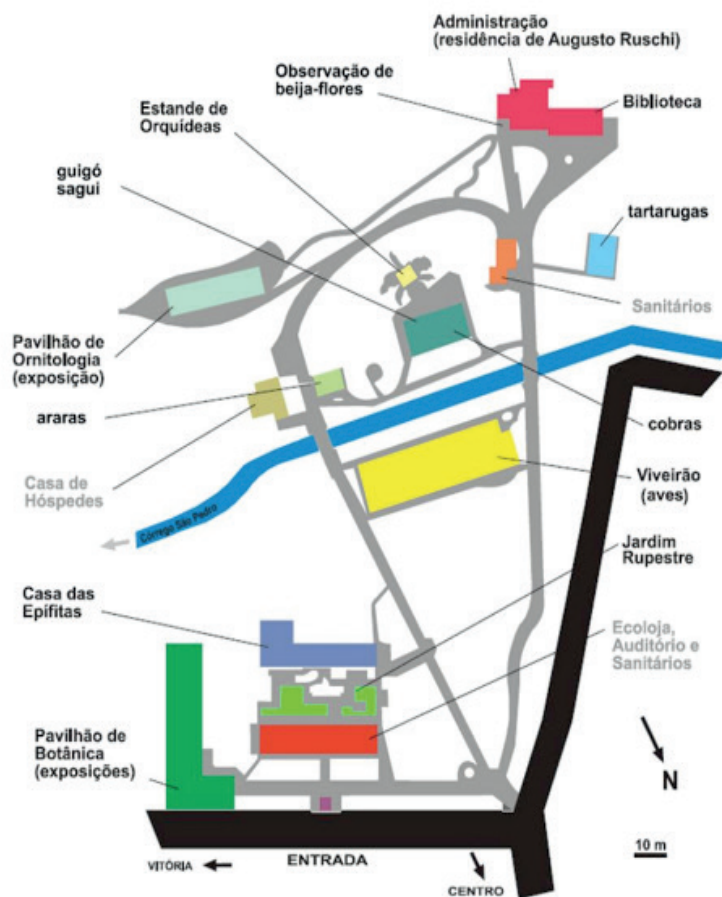 Administração
(residência de Augusto Ruschi)
Observação de
beija-flores
Biblioteca
Estande de
Orquídeas
guigó
sagui
tartarugas
Sanitários
Pavilhão de
Ornitologia
(exposição)
araras
cobras
Casa de
Hóspedes
Viveirão
(aves)
Córrego São Pedro
Jardim
Rupestre
Casa das
Epífitas
Ecoloja,
Auditório e
Sanitários
Pavilhão de
Botânica
(exposições)
N
10 m
VITÓRIA
ENTRADA
CENTRO